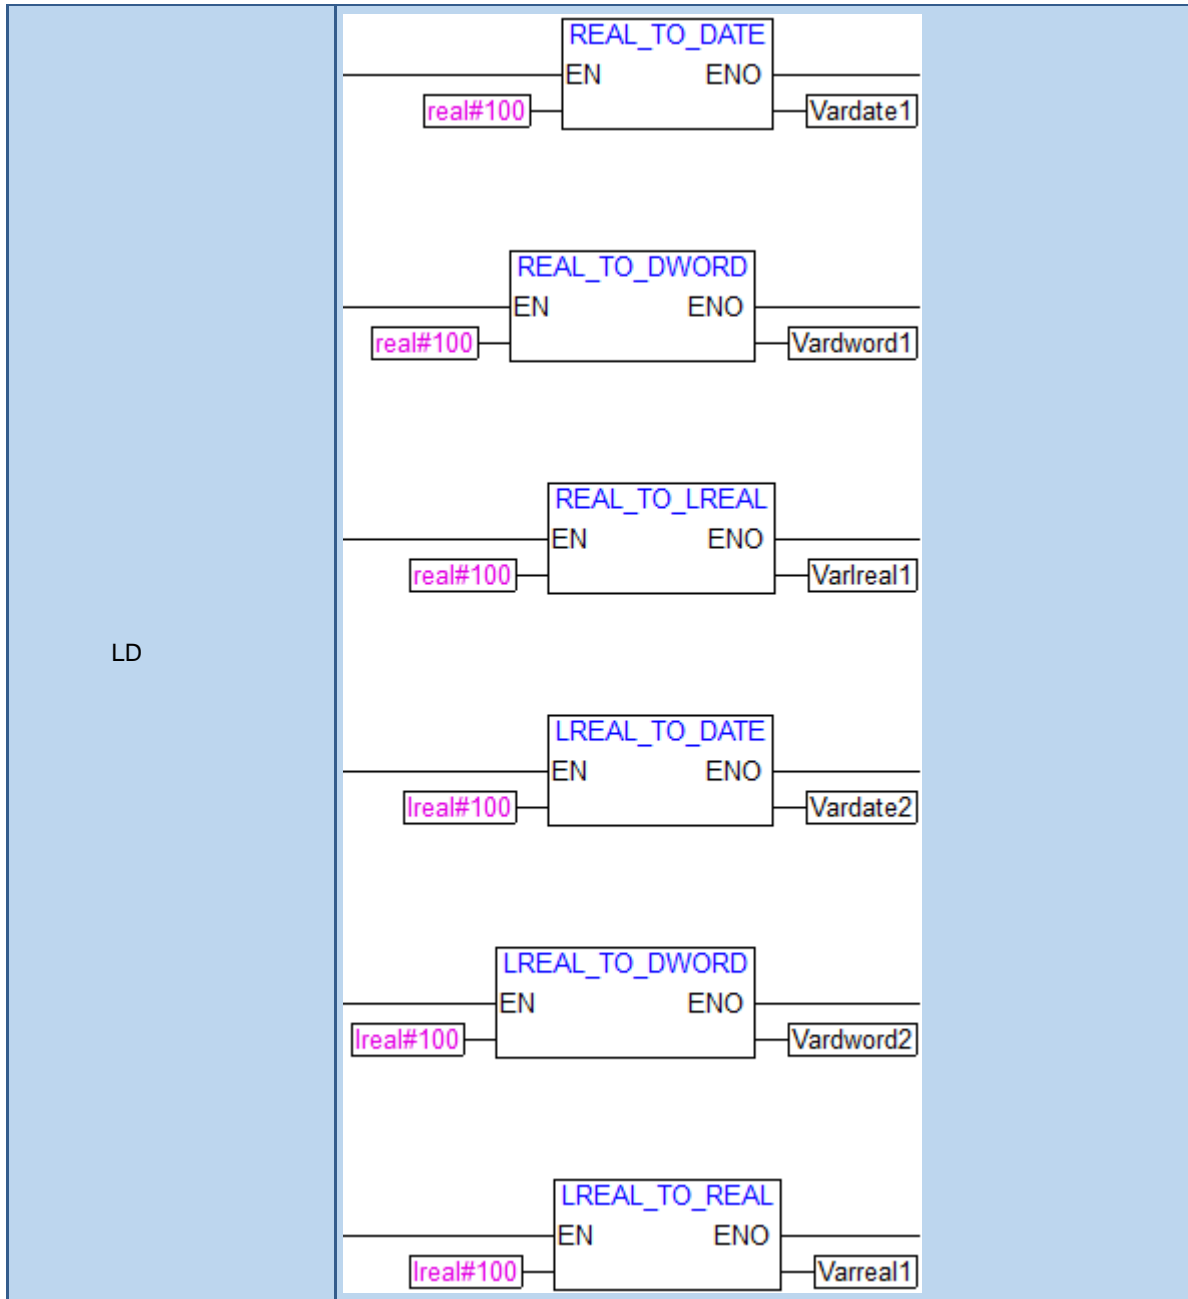 LD
REAL_TO_DATE
EN ENO
real#100 Vardate1
REAL_TO_DWORD
EN ENO
real#100 Vardword1
REAL_TO_LREAL
EN ENO
real#100 Varlreal1
LREAL_TO_DATE
EN ENO
lreal#100 Vardate2
LREAL_TO_DWORD
EN ENO
lreal#100 Vardword2
LREAL_TO_REAL
EN ENO
lreal#100 Varreal1